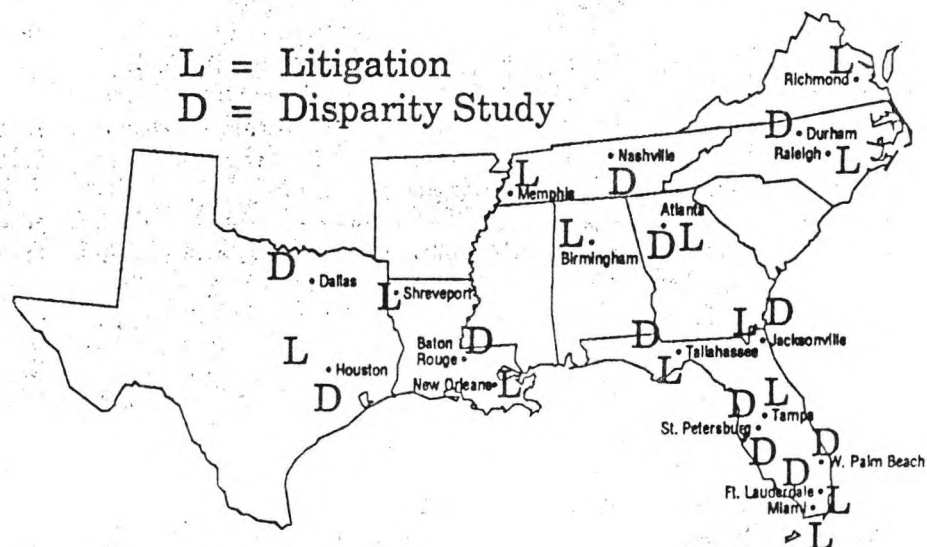 L = Litigation
D = Disparity Study
L
Richmond
D
Durham
Raleigh
L
Nashville
D
L
Memphis
Atlanta
D L
L
Birmingham
D
Dallas
L
Shreveport
L
Houston
D
Baton
Rouge
D
New Orleans
L
D
Tallahassee
L
L
D
Jacksonville
D
L
Tampa
St. Petersburg
D
D
W. Palm Beach
D
Ft. Lauderdale
L
Miami
L